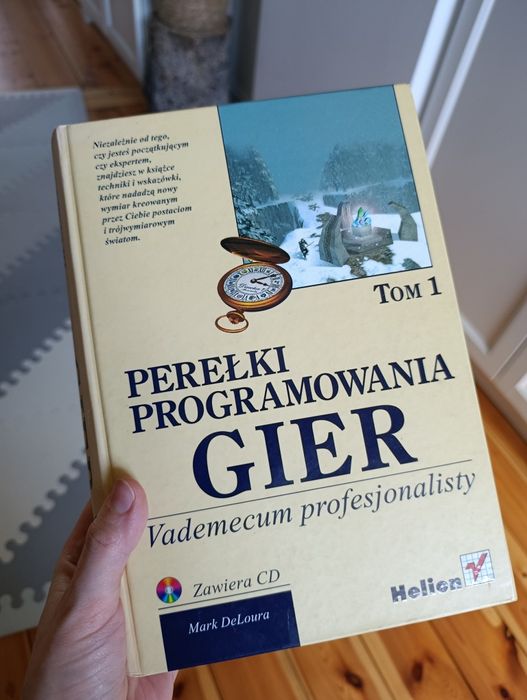 Niezależnie od tego,
czy jesteś początkującym
czy ekspertem,
znajdziesz w książce
techniki i wskazówki,
które nadadzą nowy
wymiar kreowanym
przez Ciebie postaciom
i trójwymiarowym
światom.
TOM 1
PEREŁKI
PROGRAMOWANIA
GIER
Vademecum profesjonalisty
Zawiera CD
Mark DeLoura
Helion